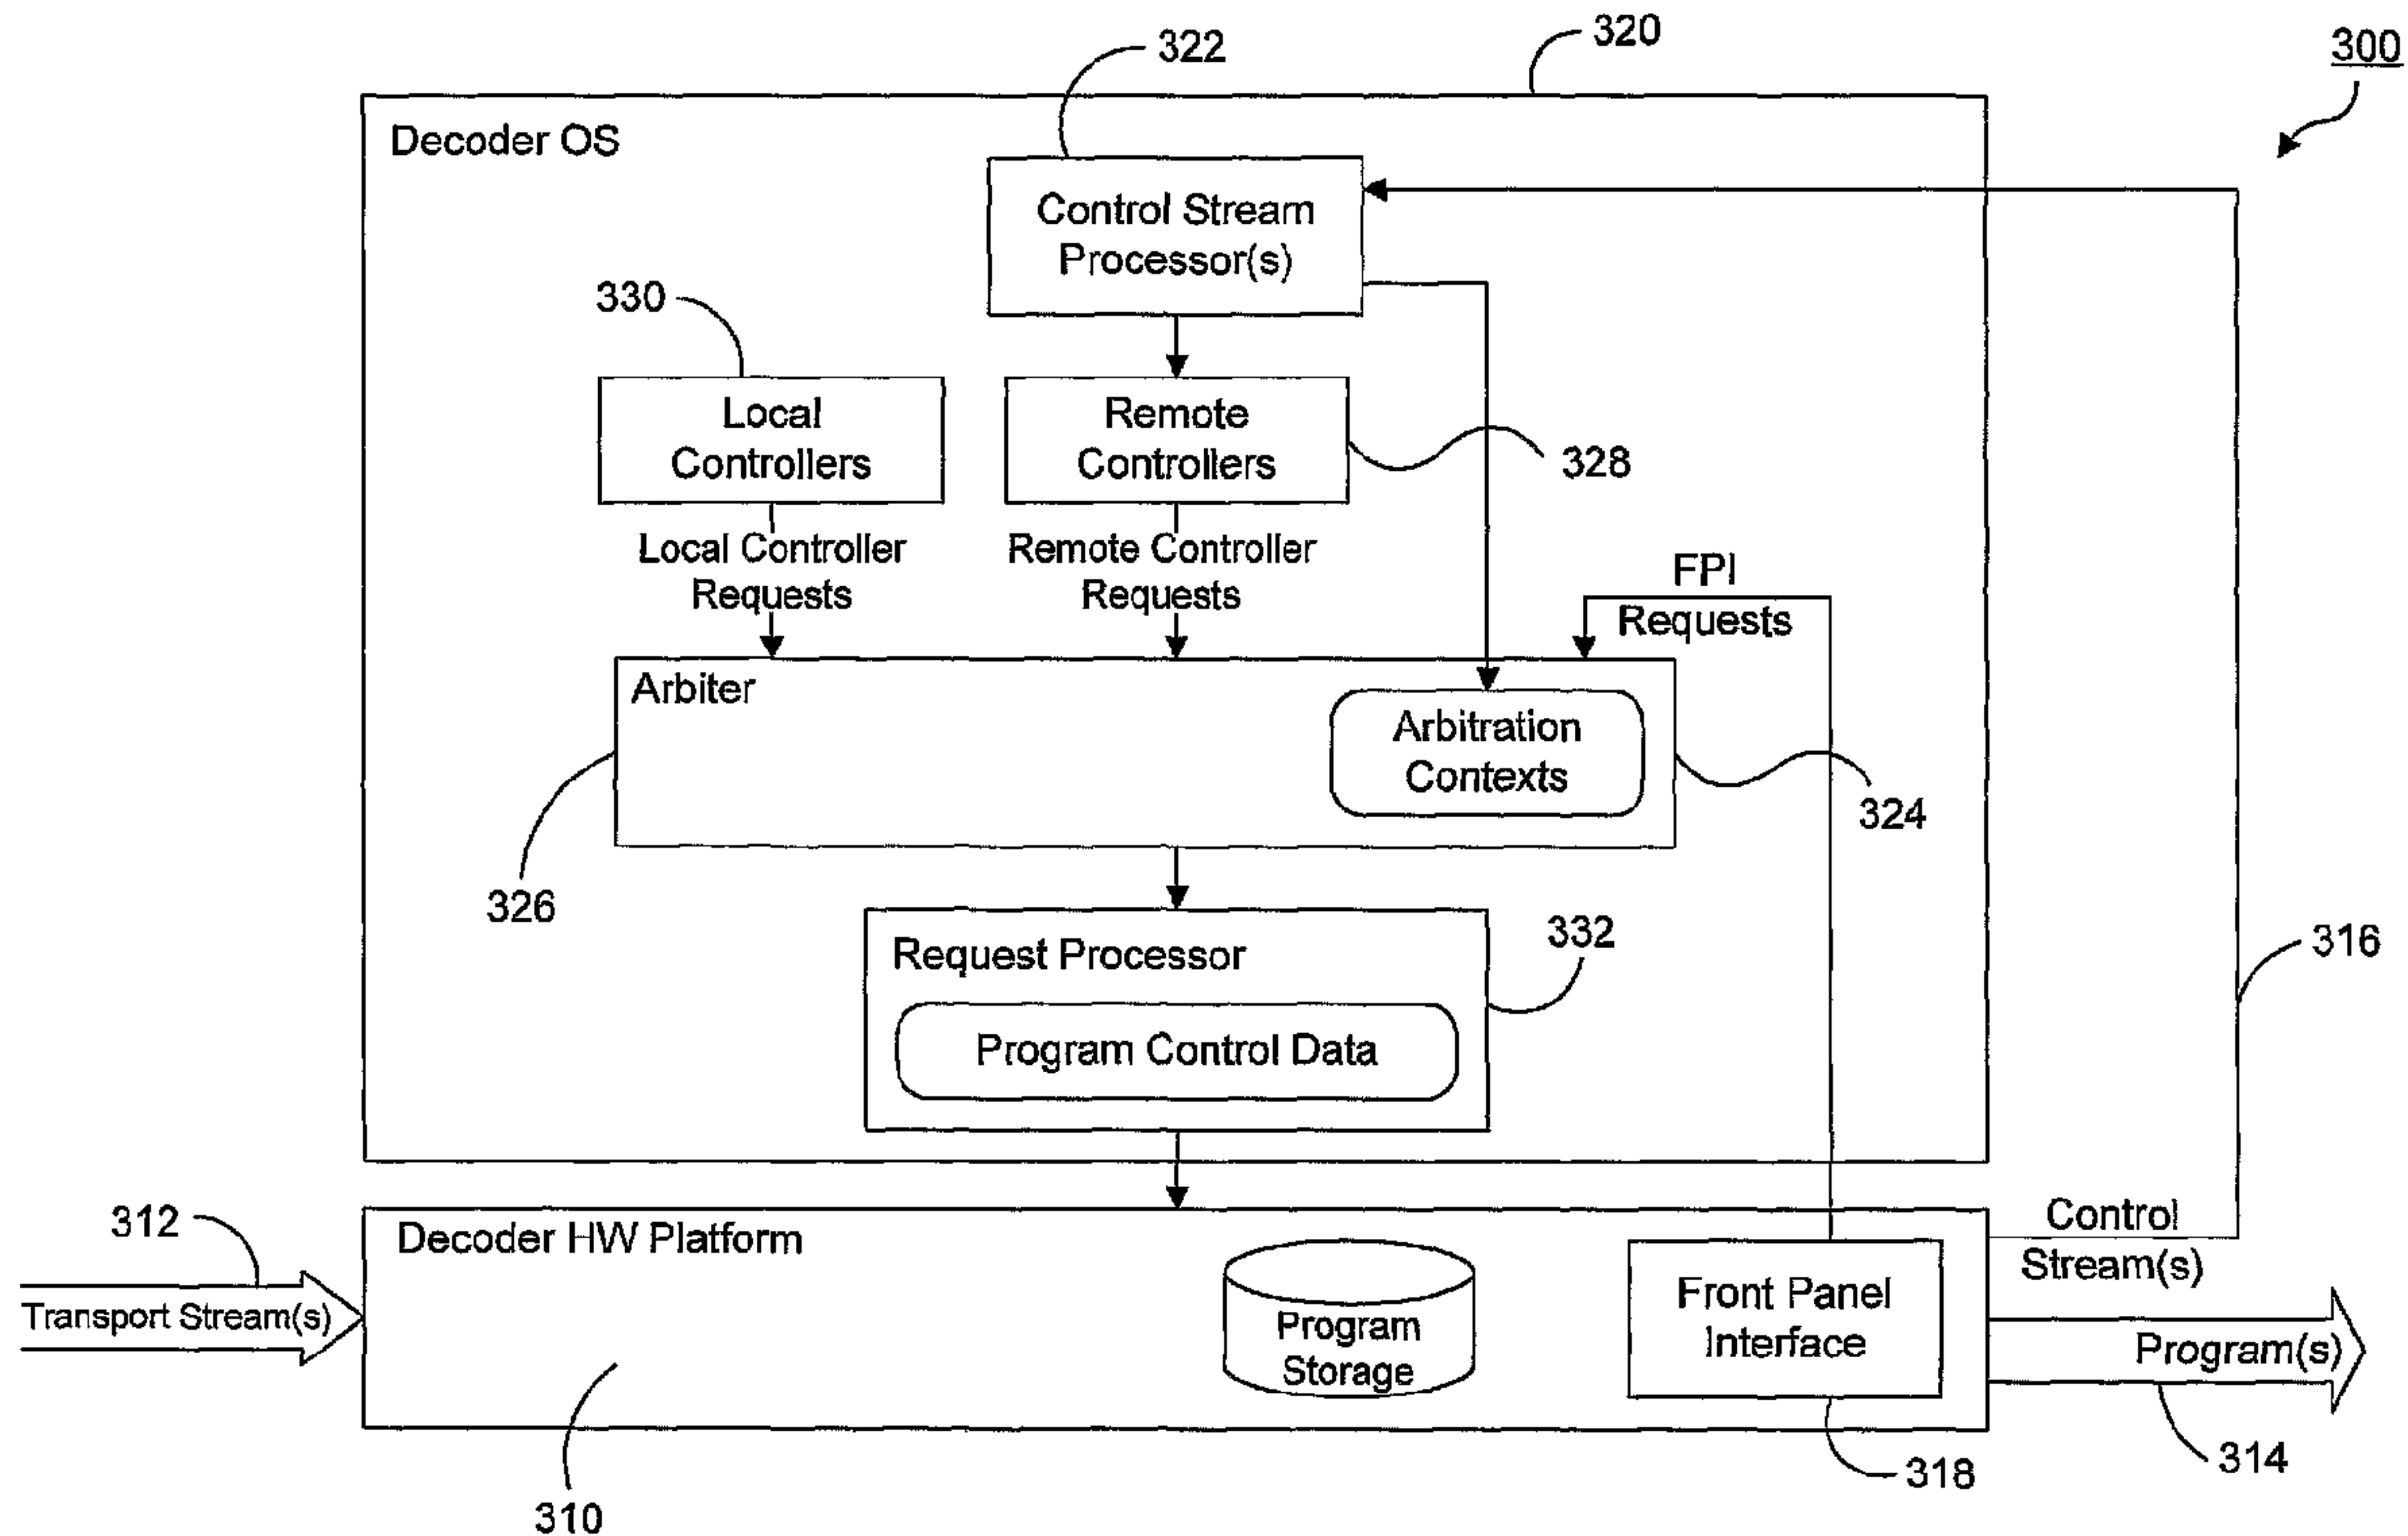 320
322
300
Decoder OS
Control Stream
Processor(s)
330
Local
Controllers
Remote
Controllers
328
Local Controller
Requests
Remote Controller
Requests
FPI
Requests
Arbiter
Arbitration
Contexts
324
326
332
Request Processor
316
Program Control Data
312
Decoder HW Platform
Control
Stream(s)
Transport Stream(s)
Program
Storage
Front Panel
Interface
Program(s)
314
318
310